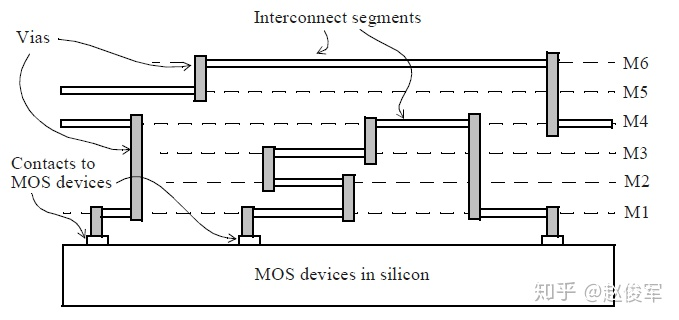 Interconnect segments
Vias
M6
M5
M4
M3
Contacts to
MOS devices
M2
M1
MOS devices in silicon
知乎 @赵俊军